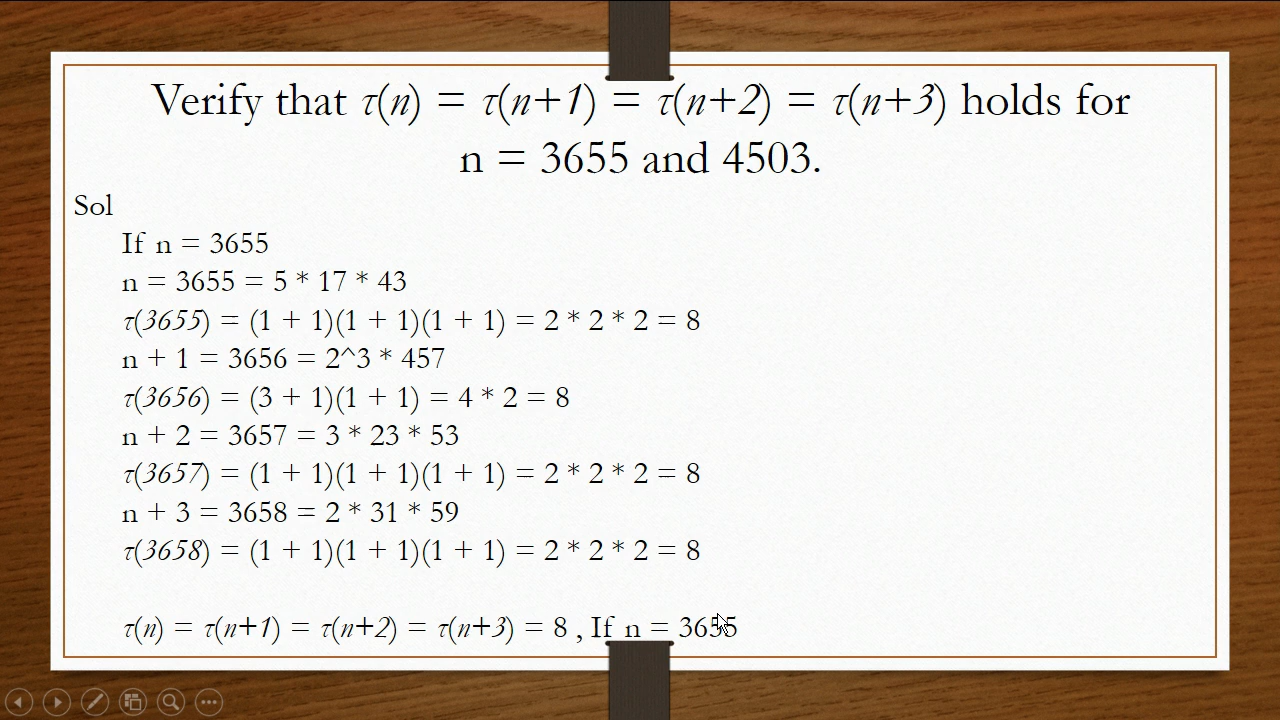 Verify that τ(n) = τ(n+1) = τ(n+2) = τ(n+3) holds for
n = 3655 and 4503.
Sol
If n = 3655
n = 3655 = 5 * 17 * 43
τ(3655) = (1 + 1)(1 + 1)(1 + 1) = 2 * 2 * 2 = 8
n + 1 = 3656 = 2^3 * 457
τ(3656) = (3 + 1)(1 + 1) = 4 * 2 = 8
n + 2 = 3657 = 3 * 23 * 53
τ(3657) = (1 + 1)(1 + 1)(1 + 1) = 2 * 2 * 2 = 8
n + 3 = 3658 = 2 * 31 * 59
τ(3658) = (1 + 1)(1 + 1)(1 + 1) = 2 * 2 * 2 = 8
τ(n) = τ(n+1) = τ(n+2) = τ(n+3) = 8 , If n = 3655